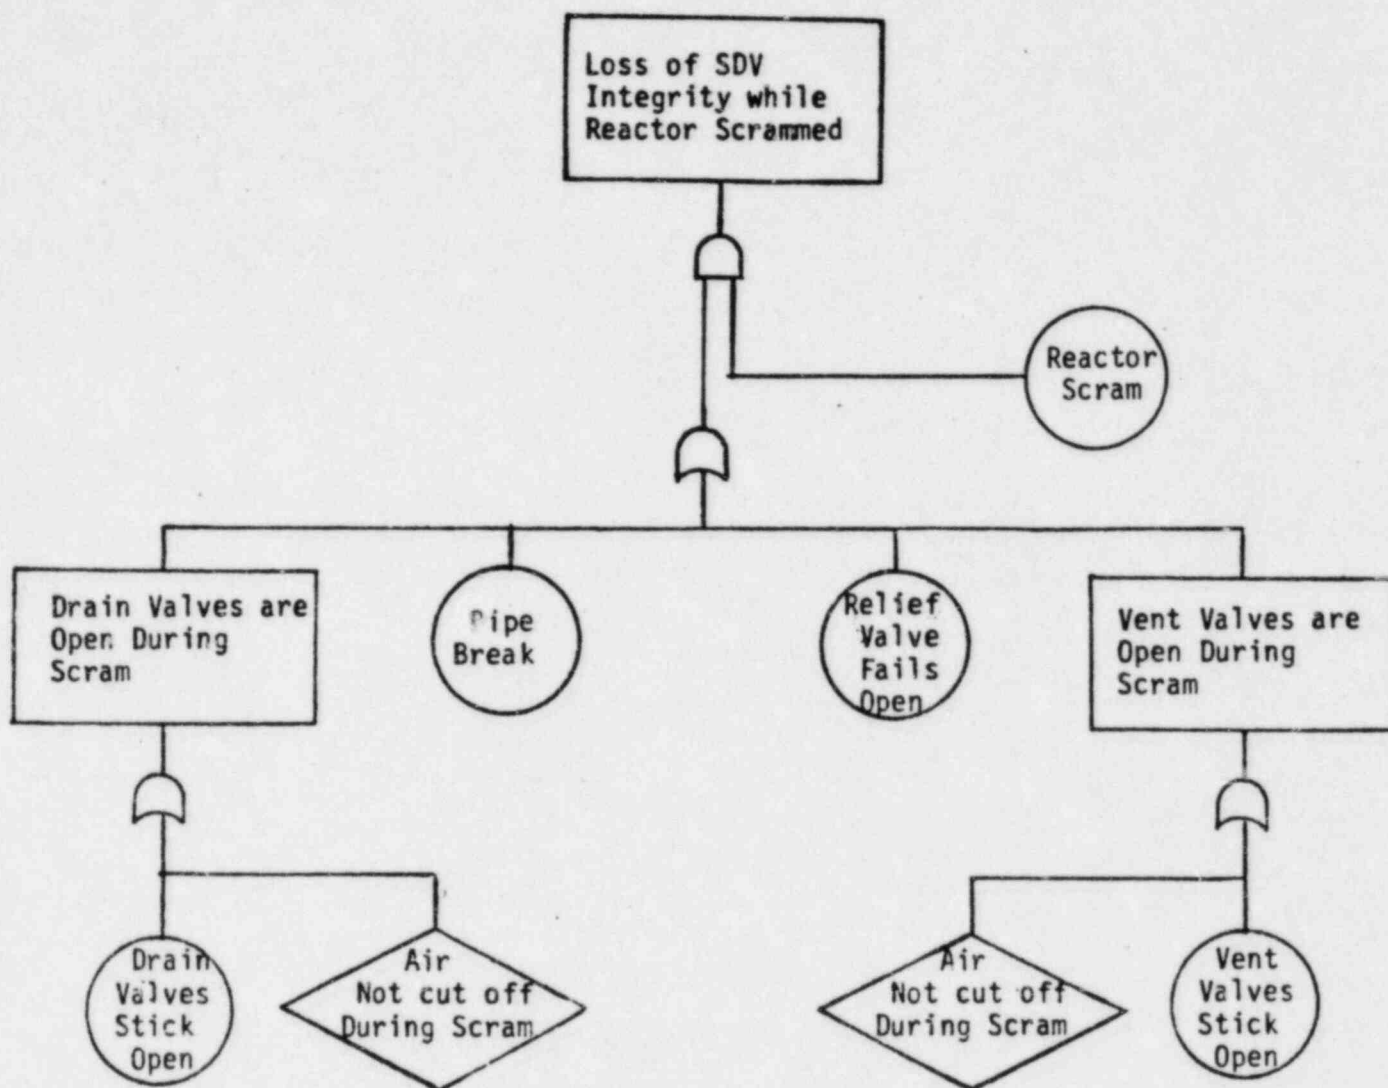 Loss of SDV
Integrity while
Reactor Scrammed
Reactor
Scram
Drain Valves are
Open During
Scram
Pipe
Break
Relief
Valve
Fails
Open
Vent Valves are
Open During
Scram
Drain
Valves
Stick
Open
Air
Not cut off
During Scram
Air
Not cut off
During Scram
Vent
Valves
Stick
Open